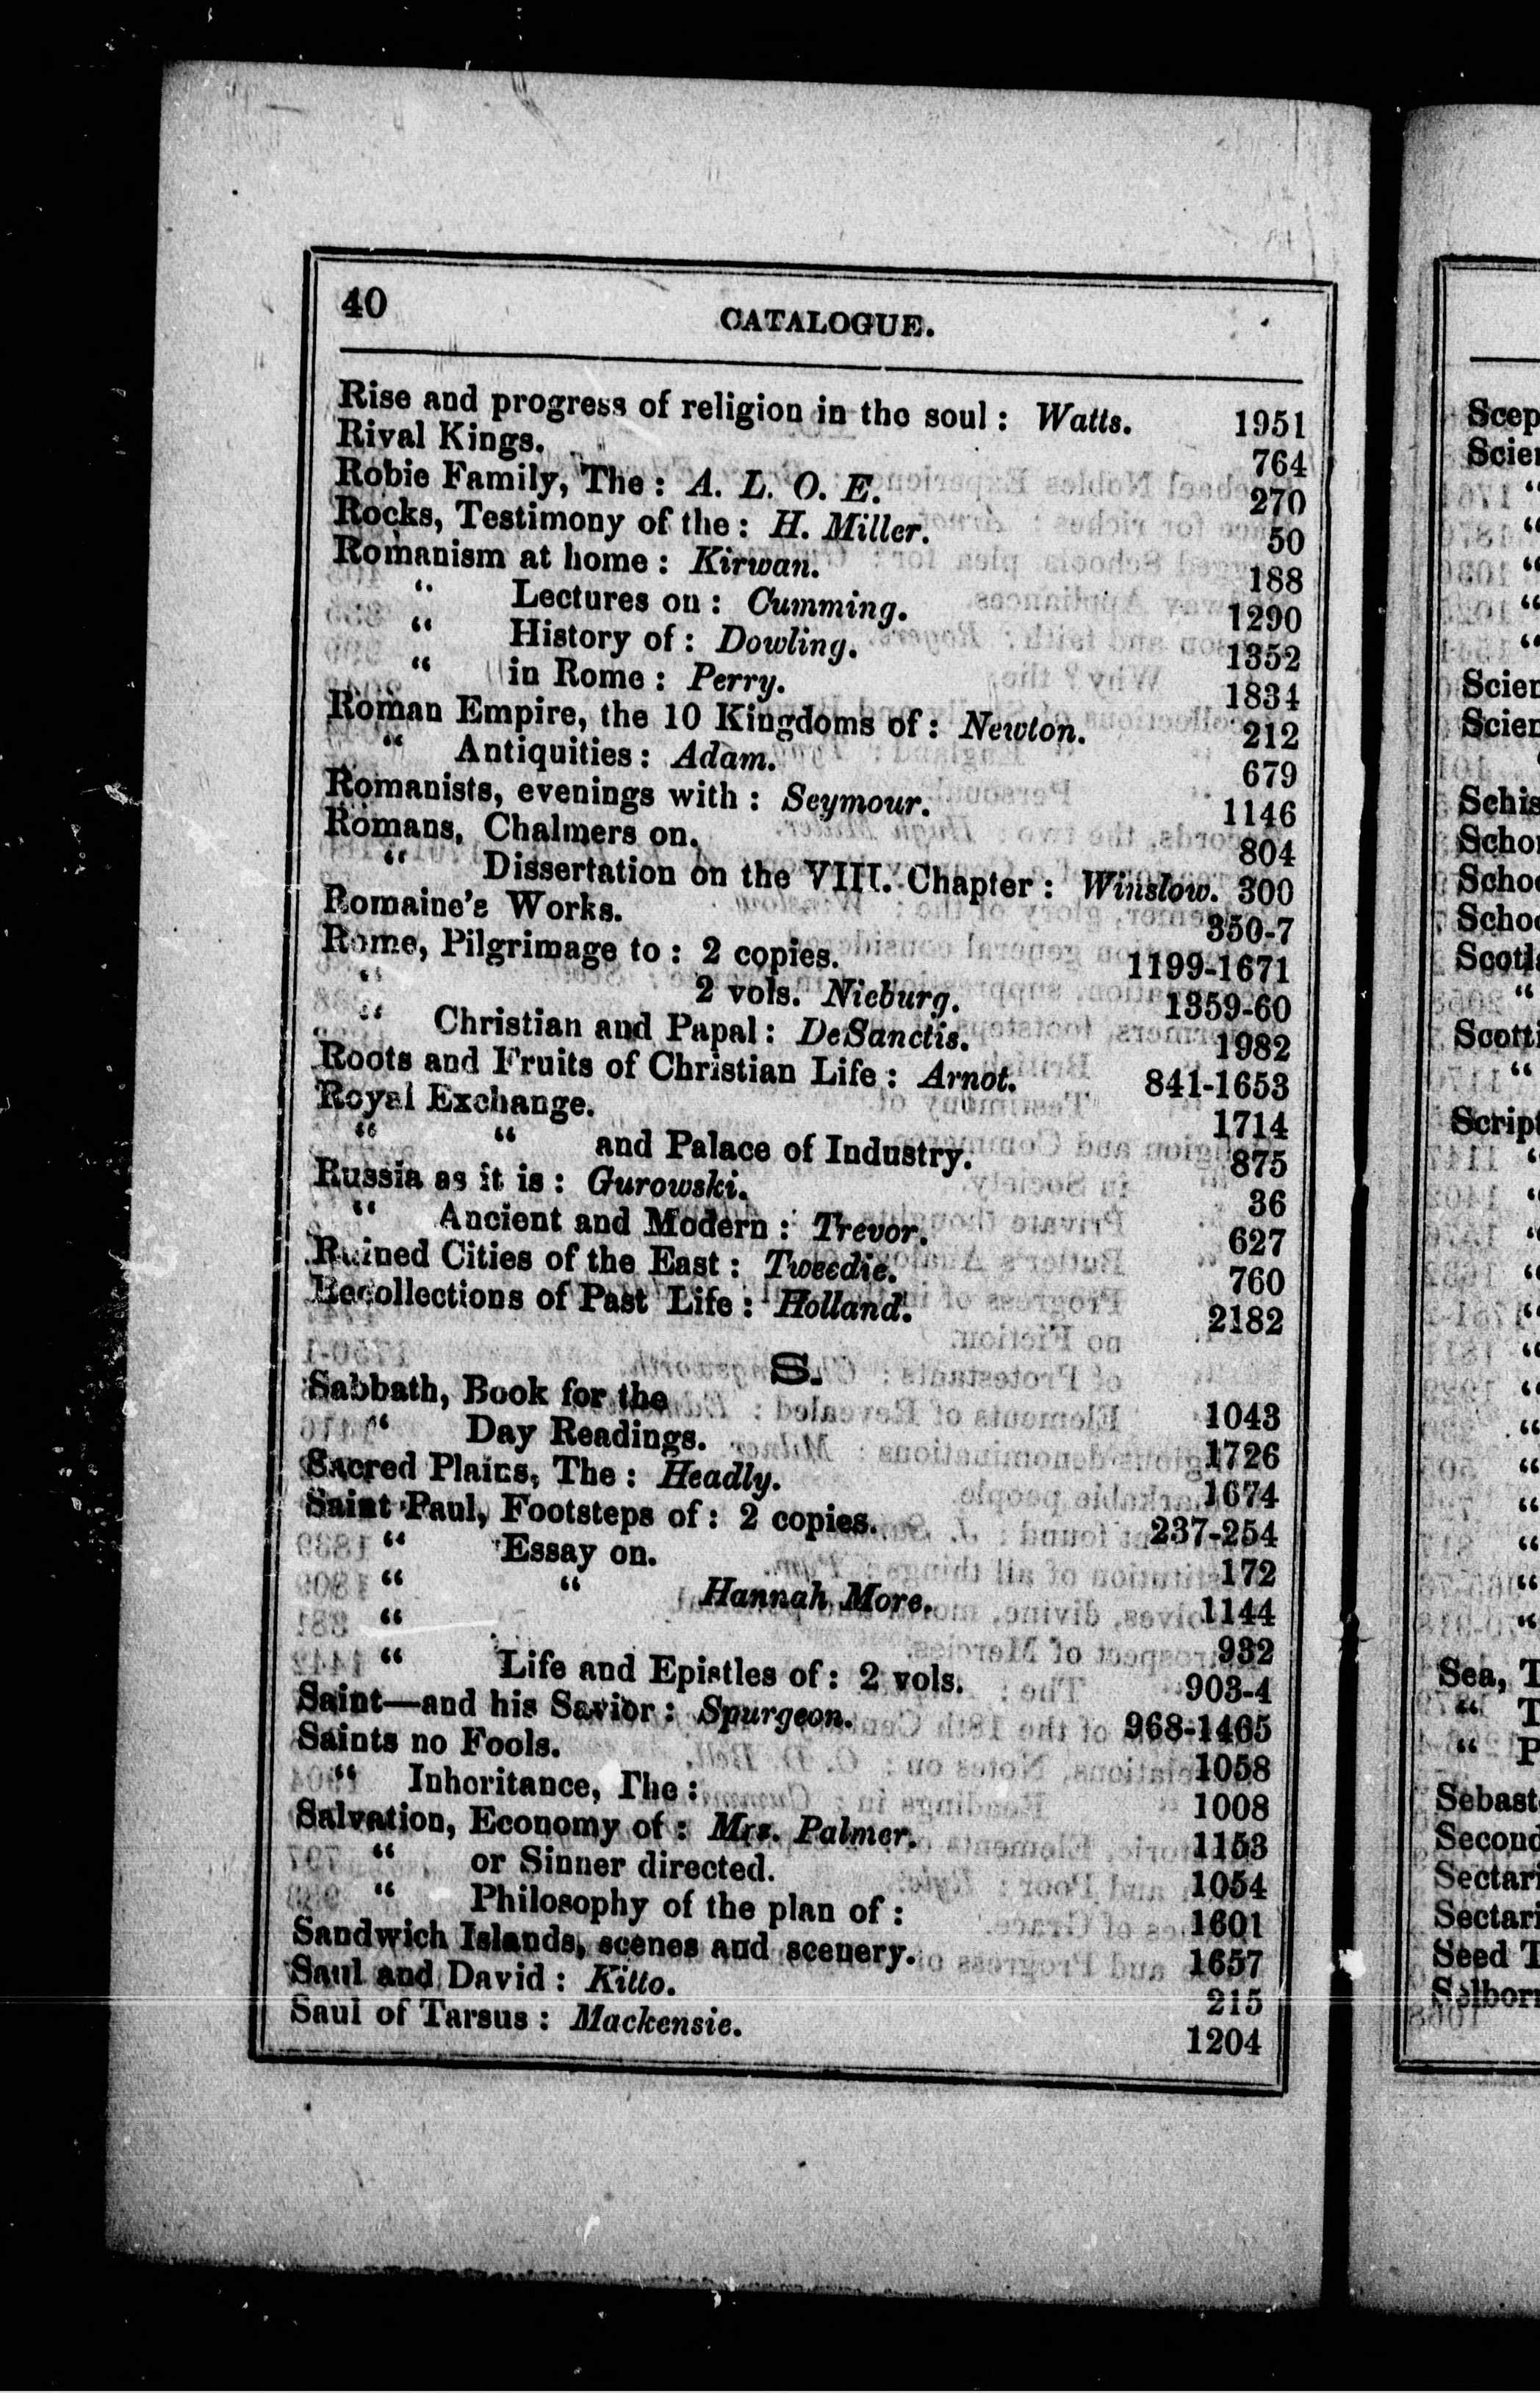 40
CATALOGUE.
Rise and progress of religion in the soul : Watts. 1951
Rival Kings. 764
Robie Family, The : A. L. O. E. 270
Rocks, Testimony of the : H. Miller. 50
Romanism at home : Kirwan. 188
“ Lectures on : Cumming. 1290
“ History of : Dowling. 1352
“ in Rome : Perry. 1834
Roman Empire, the 10 Kingdoms of : Newton. 212
“ Antiquities : Adam. 679
Romanists, evenings with : Seymour. 1146
Romans, Chalmers on. 804
“ Dissertation on the VIII. Chapter : Winslow. 300
Romaine's Works. 350-7
Rome, Pilgrimage to : 2 copies. 1199-1671
“ 2 vols. Nieburg. 1359-60
“ Christian and Papal : DeSanctis. 1982
Roots and Fruits of Christian Life : Arnot. 841-1653
Royal Exchange. 1714
“ “ and Palace of Industry. 875
Russia as it is : Gurowski. 36
“ Ancient and Modern : Trevor. 627
Ruined Cities of the East : Tweedie. 760
Recollections of Past Life : Holland. 2182
S.
Sabbath, Book for the 1043
“ Day Readings. 1726
Sacred Plains, The : Headly. 1674
Saint Paul, Footsteps of : 2 copies. 237-254
“ Essay on. 172
“ “ Hannah More. 1144
“ 932
“ Life and Epistles of : 2 vols. 903-4
Saint—and his Savior : Spurgeon. 968-1465
Saints no Fools. 1058
“ Inheritance, The : 1008
Salvation, Economy of : Mrs. Palmer. 1153
“ or Sinner directed. 1054
“ Philosophy of the plan of : 1601
Sandwich Islands, scenes and scenery. 1657
Saul and David : Kitto. 215
Saul of Tarsus : Mackensie. 1204